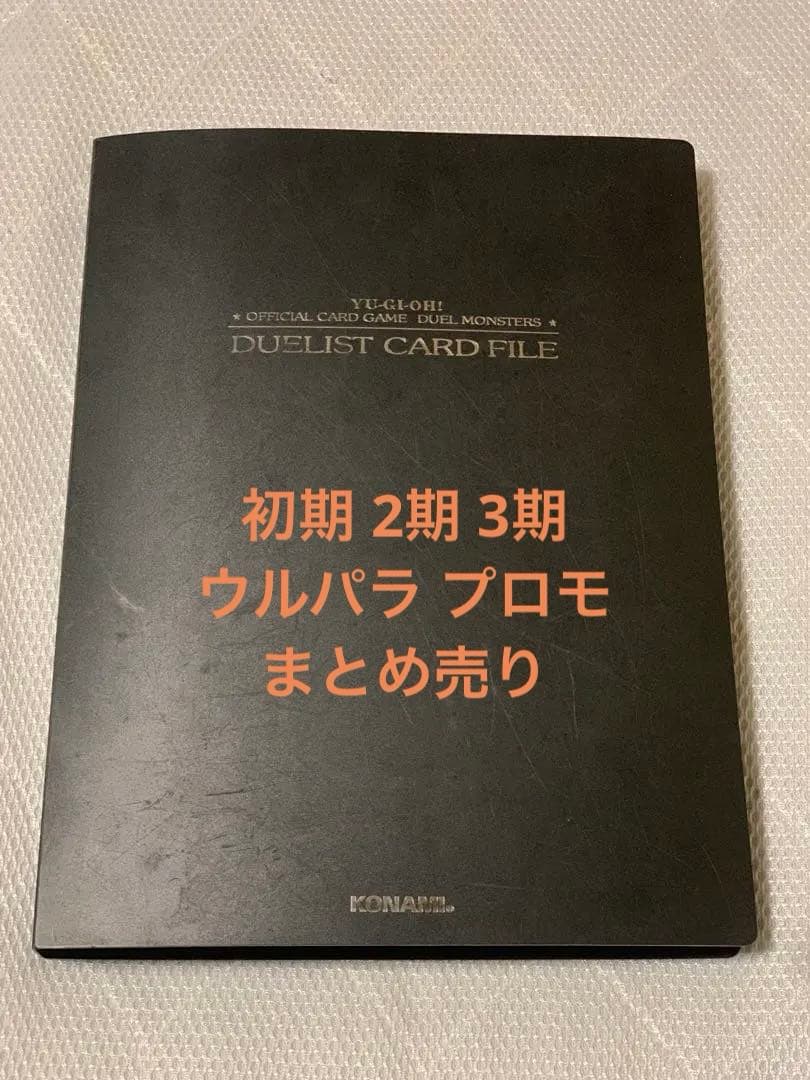 YU-GI-OH!
★ OFFICIAL CARD GAME DUEL MONSTERS ★
DUELIST CARD FILE
初期 2期 3期
ウルパラ プロモ
まとめ売り
KONAMI®